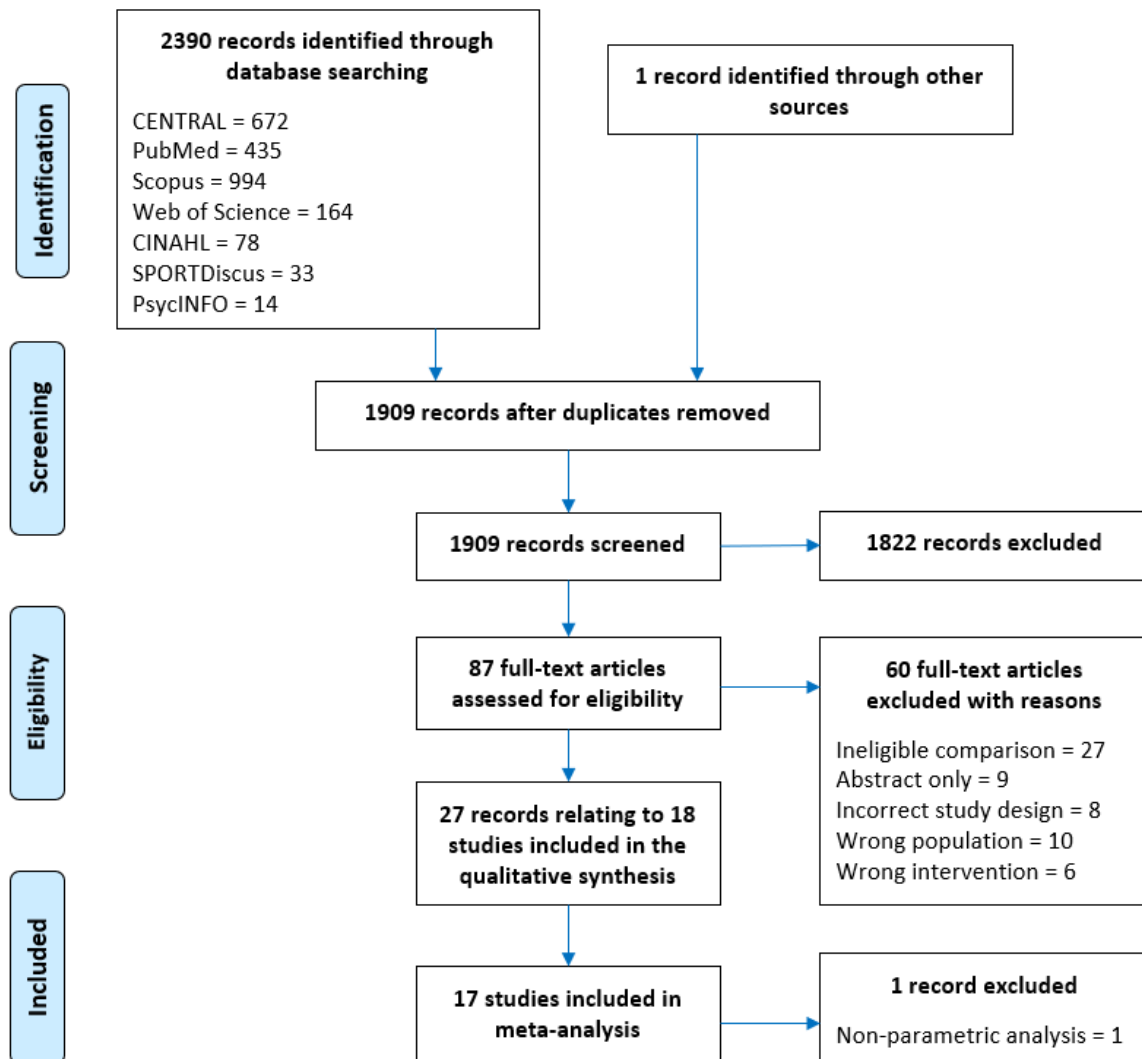 2390 records identified through
database searching
CENTRAL = 672
PubMed = 435
Scopus = 994
Web of Science = 164
CINAHL = 78
SPORTDiscus = 33
PsycINFO = 14
1 record identified through other
sources
Identification
1909 records after duplicates removed
Screening
1909 records screened
1822 records excluded
87 full-text articles
assessed for eligibility
60 full-text articles
excluded with reasons
Ineligible comparison = 27
Abstract only = 9
Incorrect study design = 8
Wrong population = 10
Wrong intervention = 6
Eligibility
27 records relating to 18
studies included in the
qualitative synthesis
Included
17 studies included in
meta-analysis
1 record excluded
Non-parametric analysis = 1